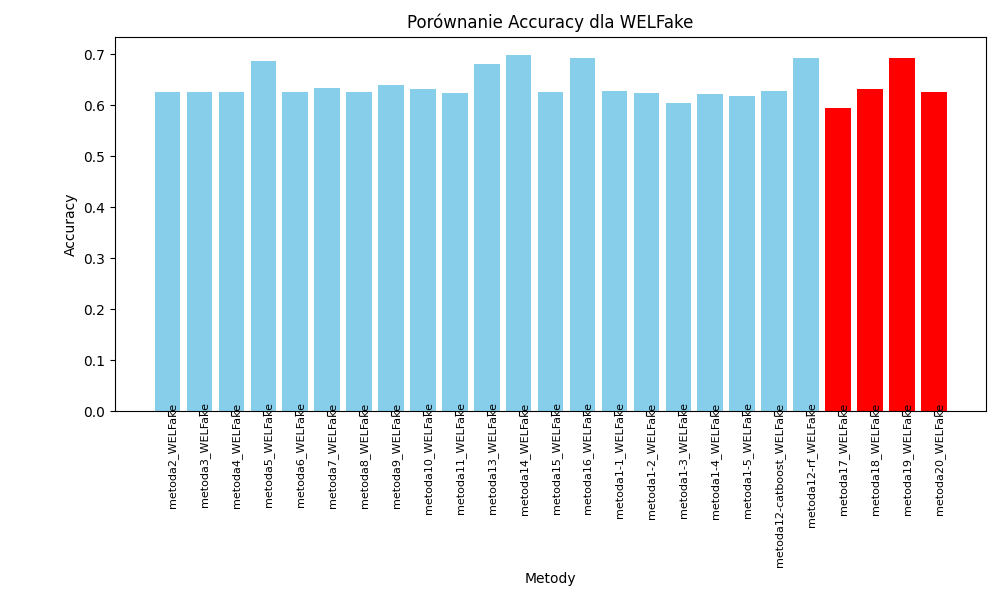 Porównanie Accuracy dla WELFake
Accuracy
0.7
0.6
0.5
0.4
0.3
0.2
0.1
0.0
metoda2_WELFake
metoda3_WELFake
metoda4_WELFake
metoda5_WELFake
metoda6_WELFake
metoda7_WELFake
metoda8_WELFake
metoda9_WELFake
metoda10_WELFake
metoda11_WELFake
metoda13_WELFake
metoda14_WELFake
metoda15_WELFake
metoda16_WELFake
metoda1-1_WELFake
metoda1-2_WELFake
metoda1-3_WELFake
metoda1-4_WELFake
metoda1-5_WELFake
metoda12-catboost_WELFake
metoda12-rf_WELFake
metoda17_WELFake
metoda18_WELFake
metoda19_WELFake
metoda20_WELFake
Metody